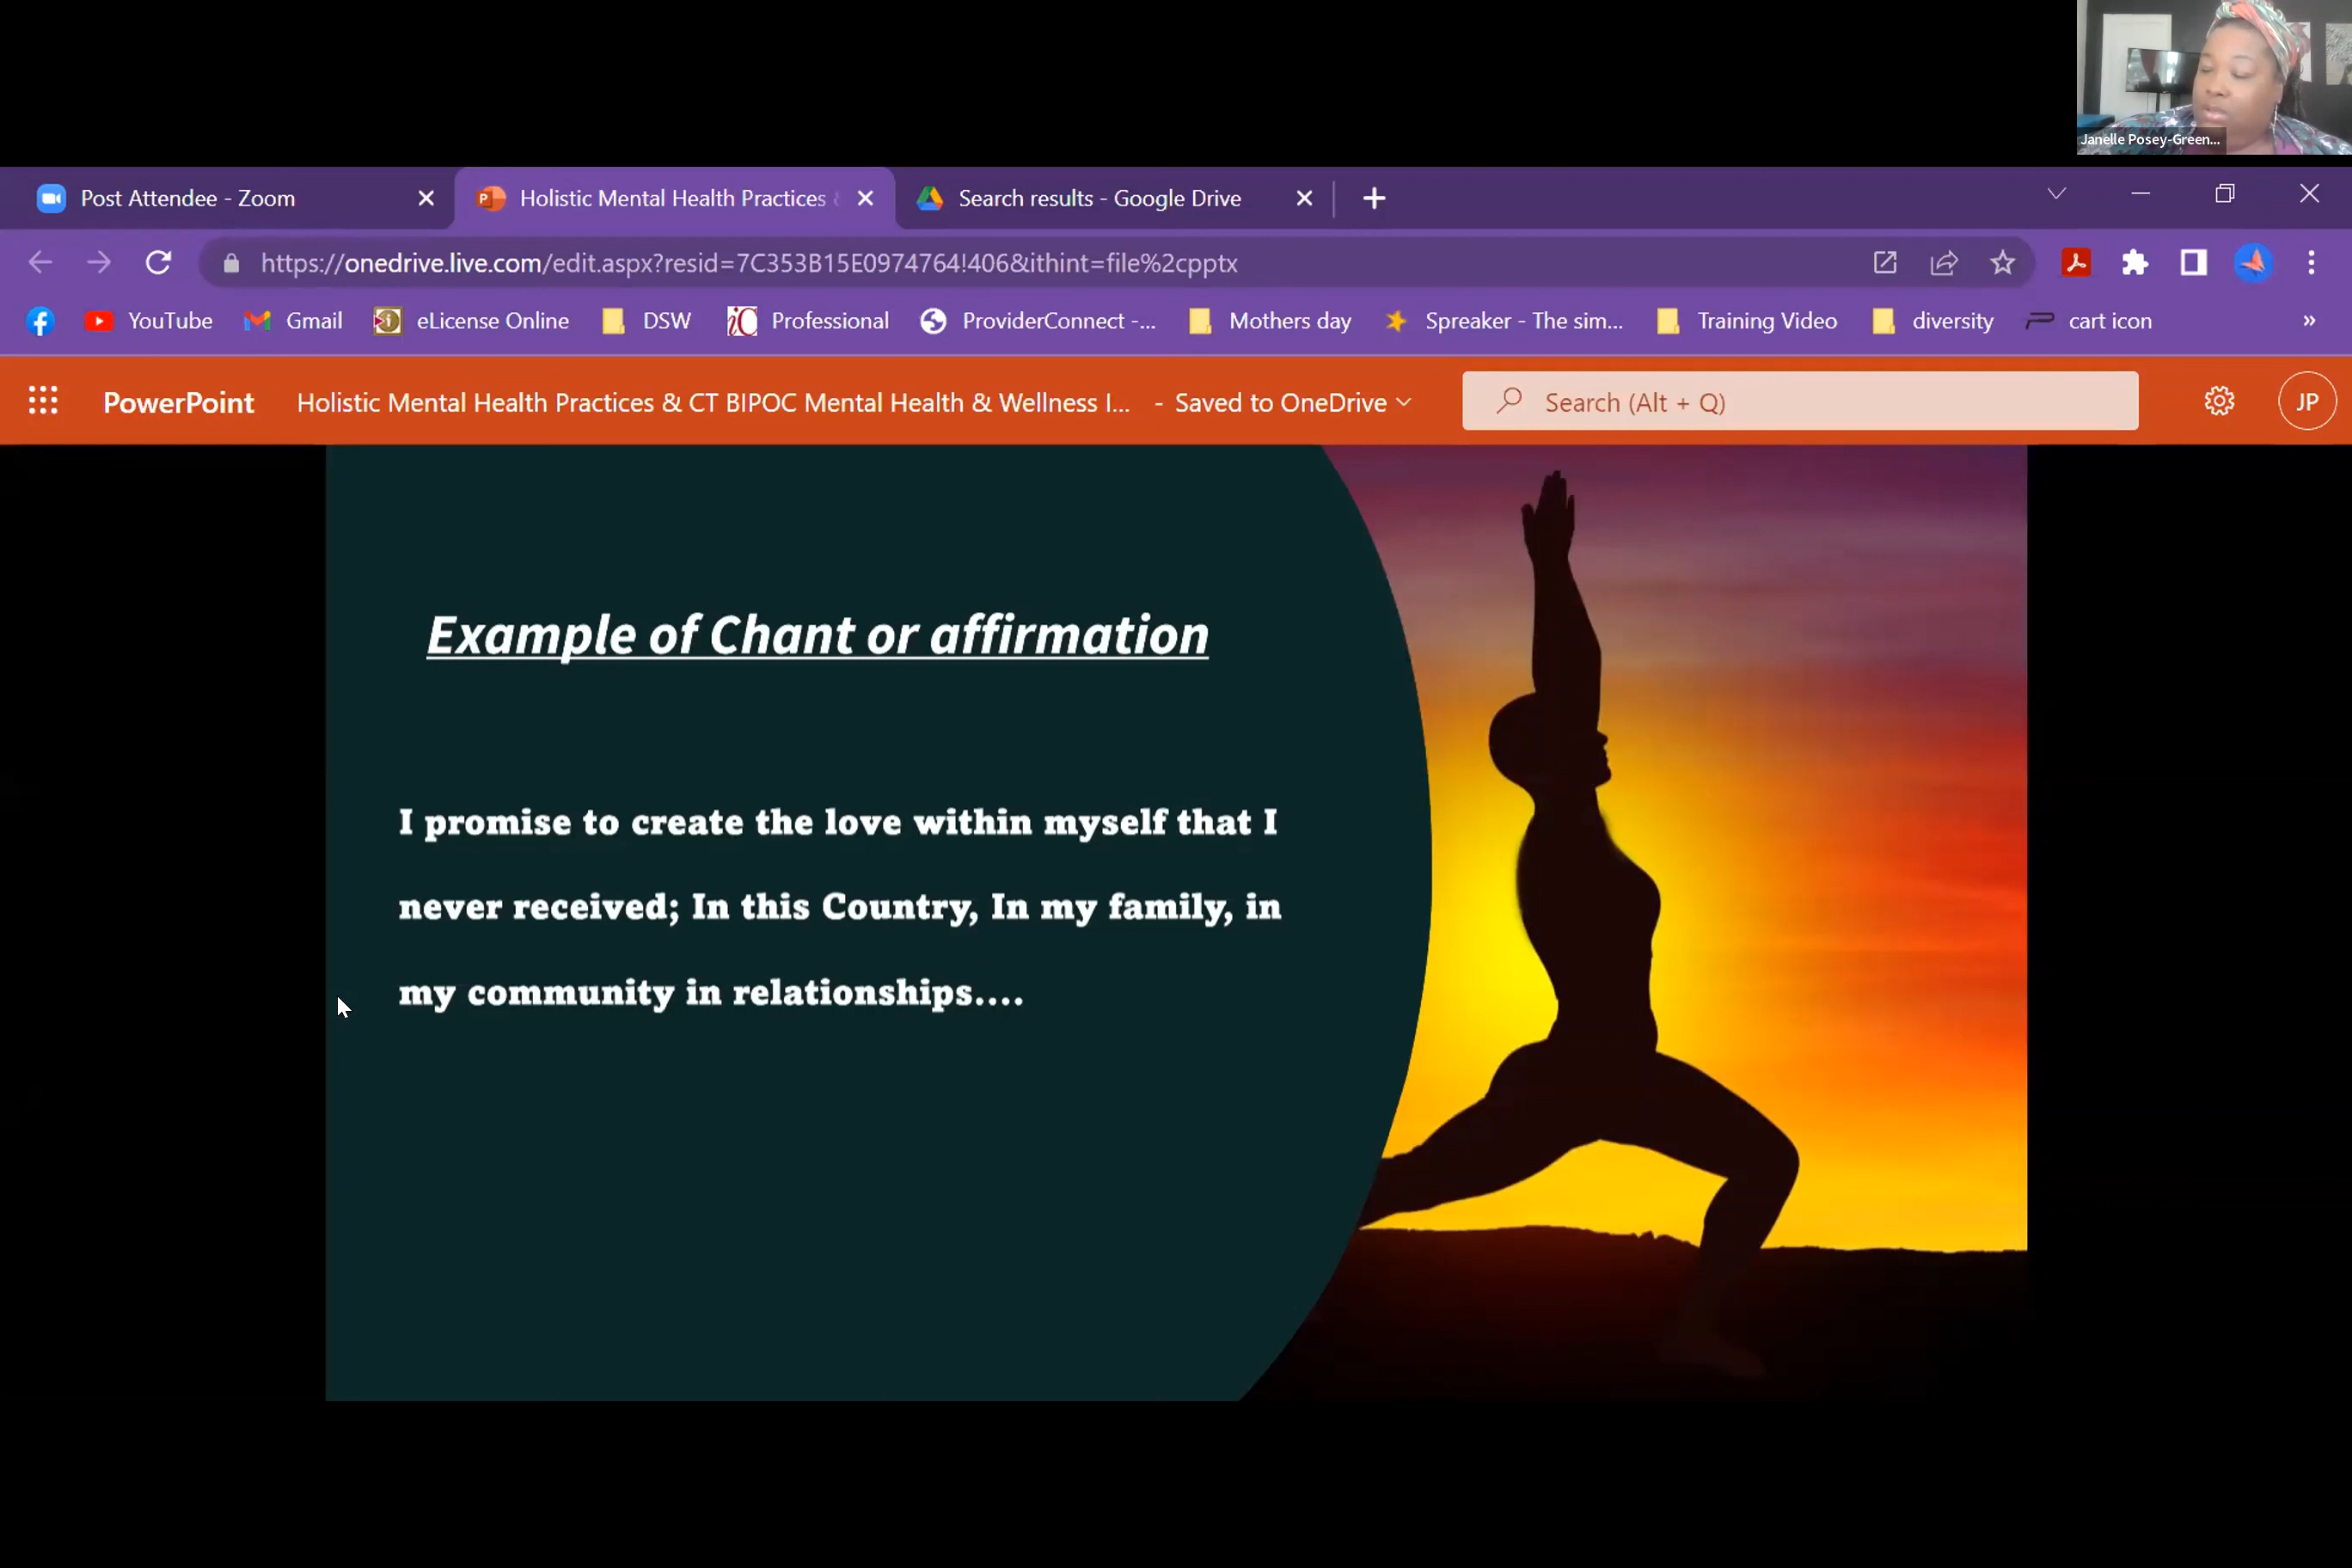 Janelle Posey-Green...
Post Attendee - Zoom
Holistic Mental Health Practices
Search results - Google Drive
https://onedrive.live.com/edit.aspx?resid=7C353B15E0974764!406&ithint=file%2cpptx
YouTube
Gmail
eLicense Online
DSW
Professional
ProviderConnect -...
Mothers day
Spreaker - The sim...
Training Video
diversity
cart icon
»
PowerPoint
Holistic Mental Health Practices & CT BIPOC Mental Health & Wellness I... - Saved to OneDrive
Search (Alt + Q)
JP
Example of Chant or affirmation
I promise to create the love within myself that I
never received; In this Country, In my family, in
my community in relationships....